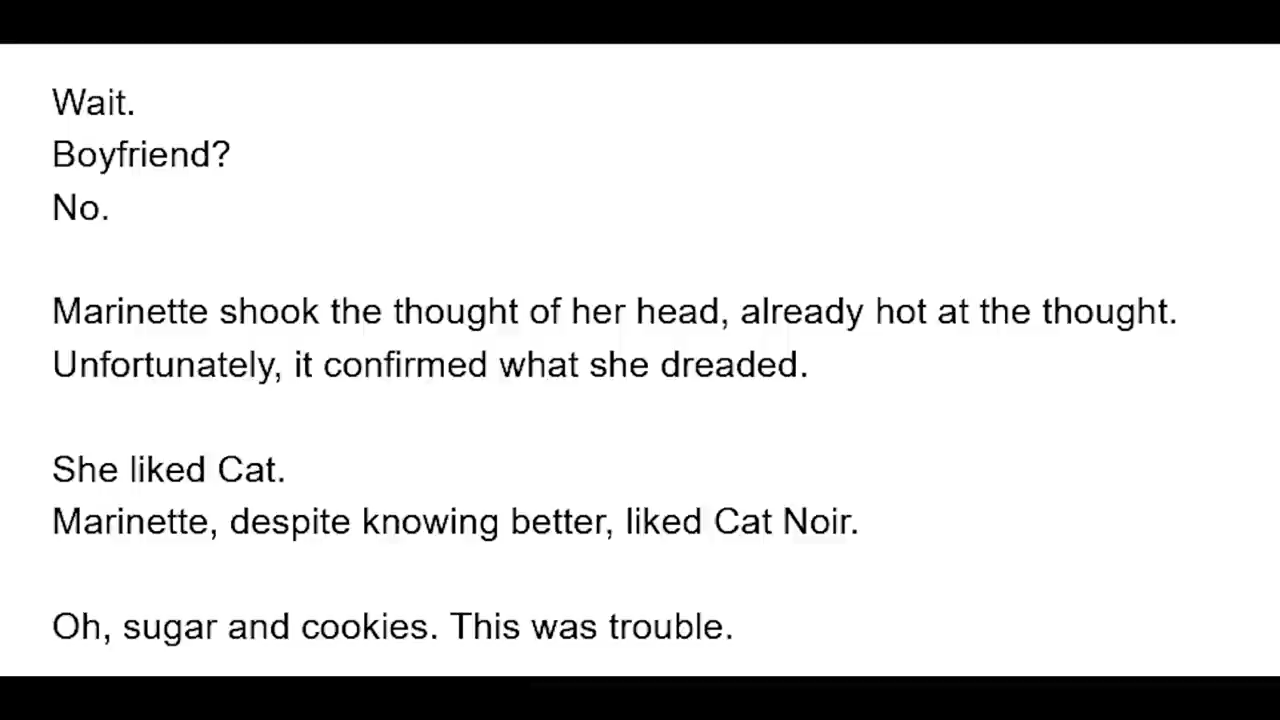 Wait.
Boyfriend?
No.
Marinette shook the thought of her head, already hot at the thought.
Unfortunately, it confirmed what she dreaded.
She liked Cat.
Marinette, despite knowing better, liked Cat Noir.
Oh, sugar and cookies. This was trouble.